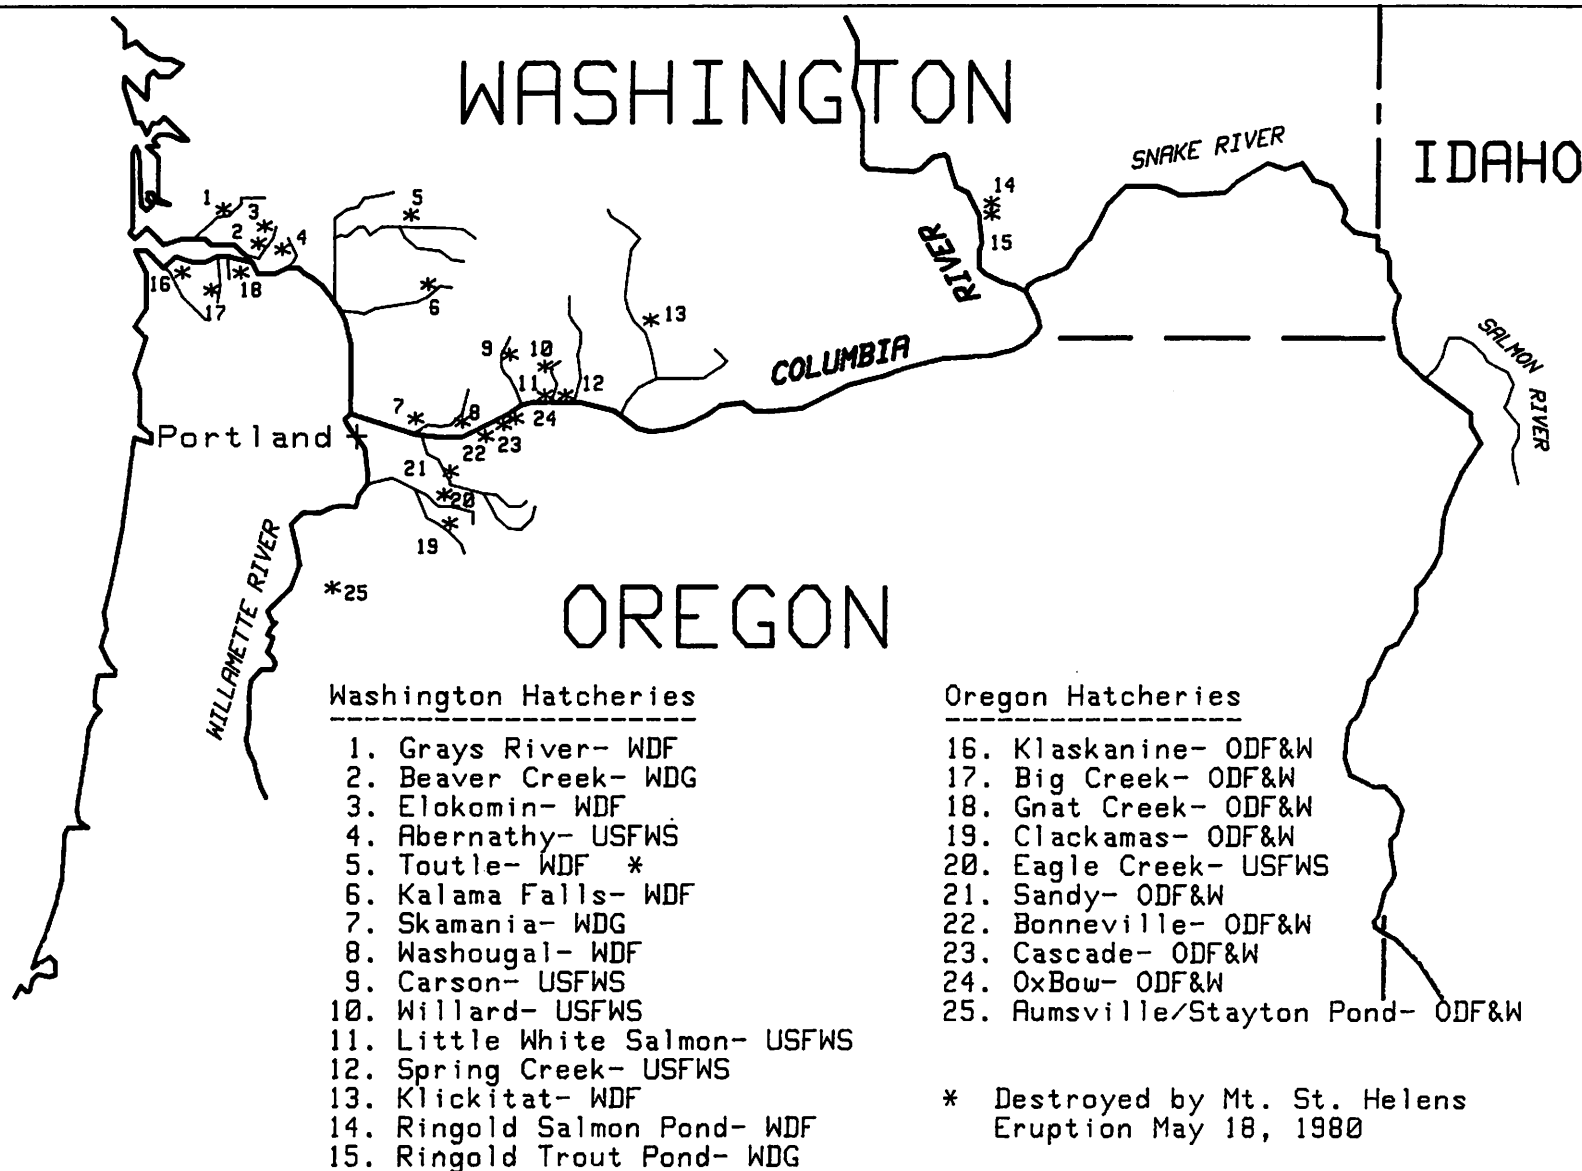 WASHINGTON
IDAHO
SNAKE RIVER
COLUMBIA
RIVER
SALMON
RIVER
1
3
2
4
5
6
14
15
16
17
18
13
9
10
11
12
7
8
24
23
22
Portland
21
20
19
25
WILLAMETTE RIVER
OREGON
Washington Hatcheries
1. Grays River- WDF
2. Beaver Creek- WDG
3. Elokomin- WDF
4. Abernathy- USFWS
5. Toutle- WDF *
6. Kalama Falls- WDF
7. Skamania- WDG
8. Washougal- WDF
9. Carson- USFWS
10. Willard- USFWS
11. Little White Salmon- USFWS
12. Spring Creek- USFWS
13. Klickitat- WDF
14. Ringold Salmon Pond- WDF
15. Ringold Trout Pond- WDG
Oregon Hatcheries
16. Klaskanine- ODF&W
17. Big Creek- ODF&W
18. Gnat Creek- ODF&W
19. Clackamas- ODF&W
20. Eagle Creek- USFWS
21. Sandy- ODF&W
22. Bonneville- ODF&W
23. Cascade- ODF&W
24. OxBow- ODF&W
25. Aumsville/Stayton Pond- ODF&W
* Destroyed by Mt. St. Helens
Eruption May 18, 1980